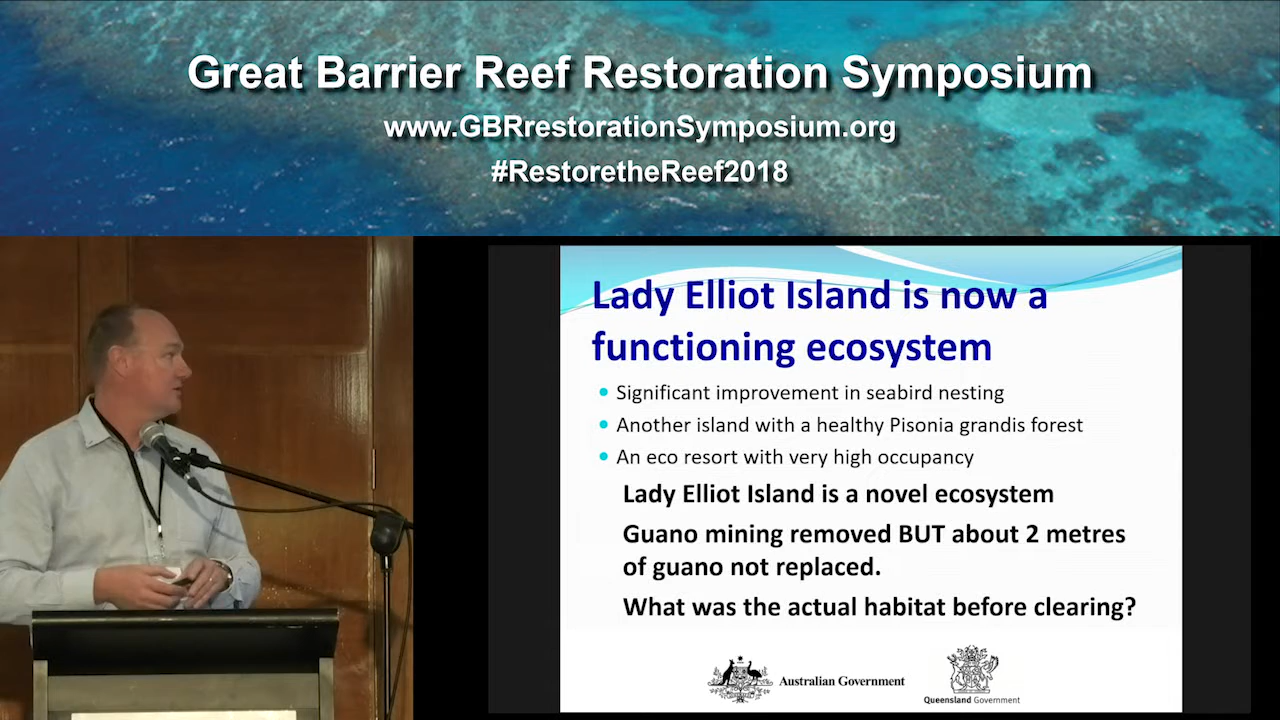 Great Barrier Reef Restoration Symposium
www.GBRrestorationSymposium.org
#RestoretheReef2018
Lady Elliot Island is now a
functioning ecosystem
Significant improvement in seabird nesting
Another island with a healthy Pisonia grandis forest
An eco resort with very high occupancy
Lady Elliot Island is a novel ecosystem
Guano mining removed BUT about 2 metres
of guano not replaced.
What was the actual habitat before clearing?
Australian Government
Queensland Government